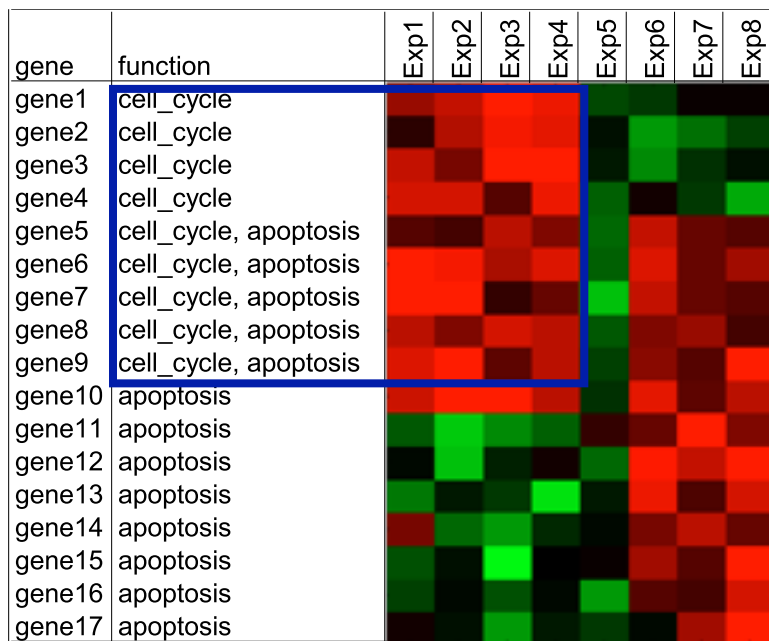 gene function Exp1 Exp2 Exp3 Exp4 Exp5 Exp6 Exp7 Exp8
gene1 cell_cycle
gene2 cell_cycle
gene3 cell_cycle
gene4 cell_cycle
gene5 cell_cycle, apoptosis
gene6 cell_cycle, apoptosis
gene7 cell_cycle, apoptosis
gene8 cell_cycle, apoptosis
gene9 cell_cycle, apoptosis
gene10 apoptosis
gene11 apoptosis
gene12 apoptosis
gene13 apoptosis
gene14 apoptosis
gene15 apoptosis
gene16 apoptosis
gene17 apoptosis